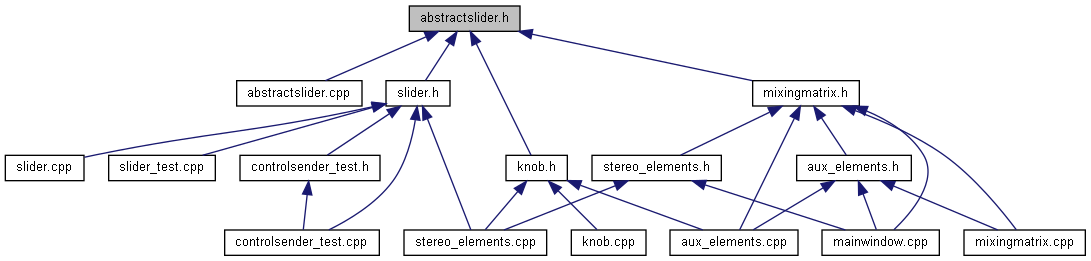 abstractslider.h
abstractslider.cpp
slider.h
mixingmatrix.h
slider.cpp
slider_test.cpp
controlsender_test.h
knob.h
stereo_elements.h
aux_elements.h
controlsender_test.cpp
stereo_elements.cpp
knob.cpp
aux_elements.cpp
mainwindow.cpp
mixingmatrix.cpp